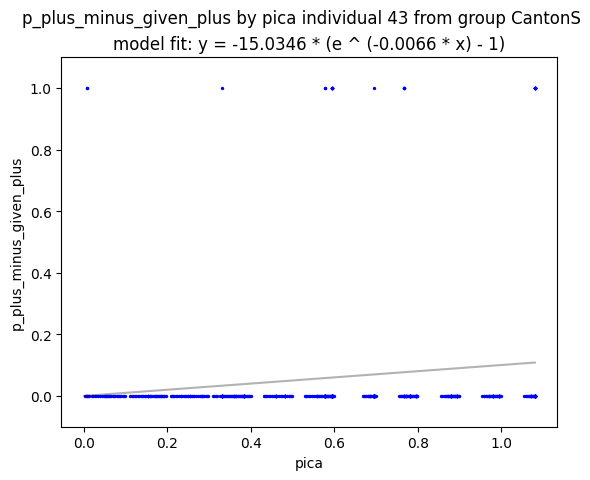 p_plus_minus_given_plus by pica individual 43 from group CantonS
model fit: y = -15.0346 * (e ^ (-0.0066 * x) - 1)
p_plus_minus_given_plus
1.0
0.8
0.6
0.4
0.2
0.0
0.0 0.2 0.4 0.6 0.8 1.0
pica